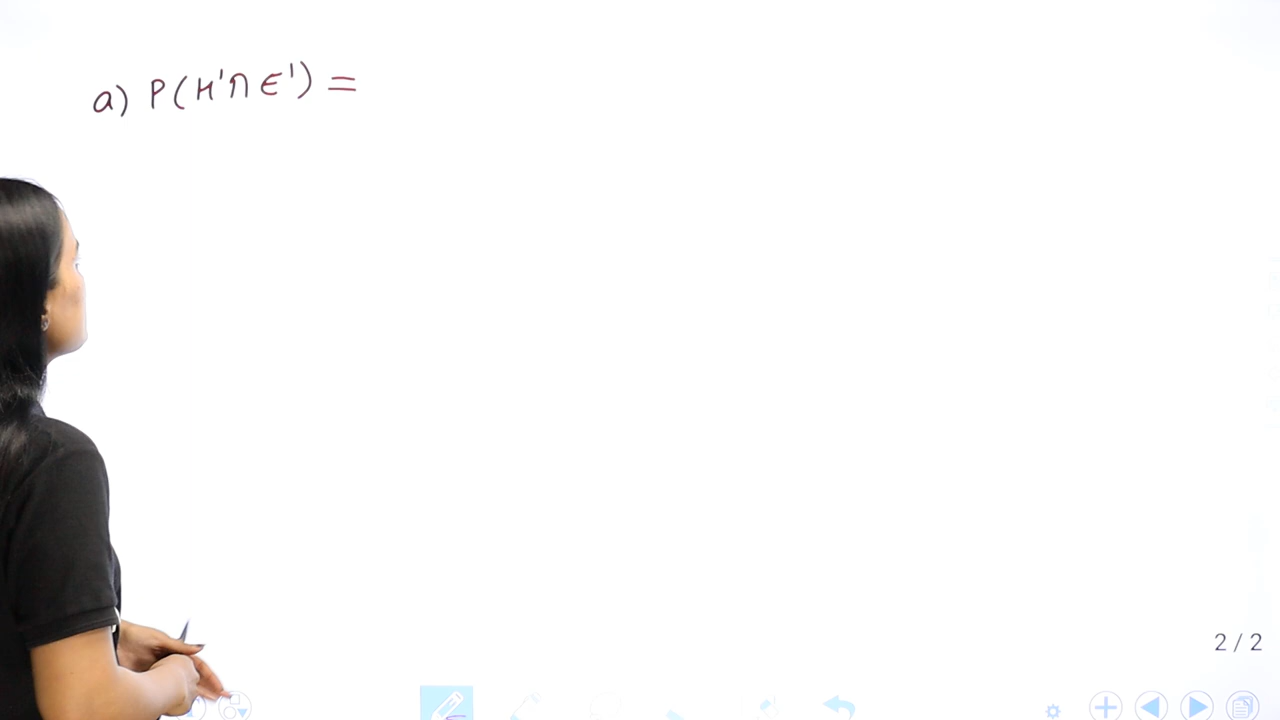 a) P(H'∩E') =
2 / 2